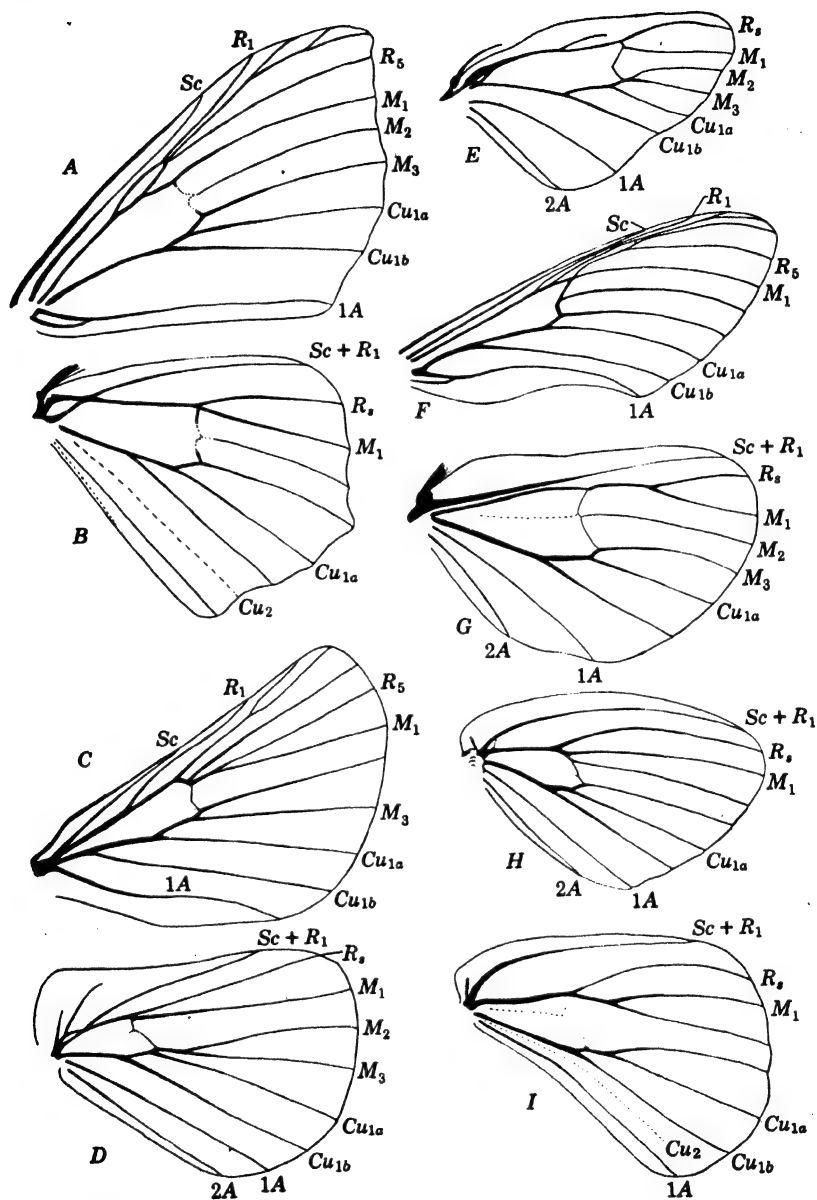 A
Sc
R₁
R₅
M₁
M₂
M₃
Cu₁ₐ
Cu₁b
1A
B
Sc + R₁
Rₛ
M₁
Cu₁ₐ
Cu₂
C
Sc
R₁
R₅
M₁
M₃
Cu₁ₐ
Cu₁b
1A
D
Sc + R₁
Rₛ
M₁
M₂
M₃
Cu₁ₐ
Cu₁b
1A
2A
E
Rₛ
M₁
M₂
M₃
Cu₁ₐ
Cu₁b
1A
2A
F
Sc
R₁
R₅
M₁
Cu₁ₐ
Cu₁b
1A
G
Sc + R₁
Rₛ
M₁
M₂
M₃
Cu₁ₐ
1A
2A
H
Sc + R₁
Rₛ
M₁
Cu₁ₐ
1A
2A
I
Sc + R₁
Rₛ
M₁
Cu₁ₐ
Cu₁b
Cu₂
1A